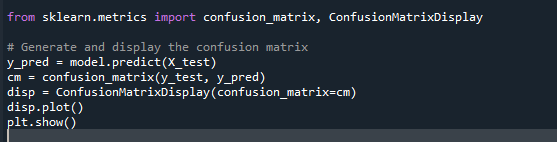 from sklearn.metrics import confusion_matrix, ConfusionMatrixDisplay
# Generate and display the confusion matrix
y_pred = model.predict(X_test)
cm = confusion_matrix(y_test, y_pred)
disp = ConfusionMatrixDisplay(confusion_matrix=cm)
disp.plot()
plt.show()